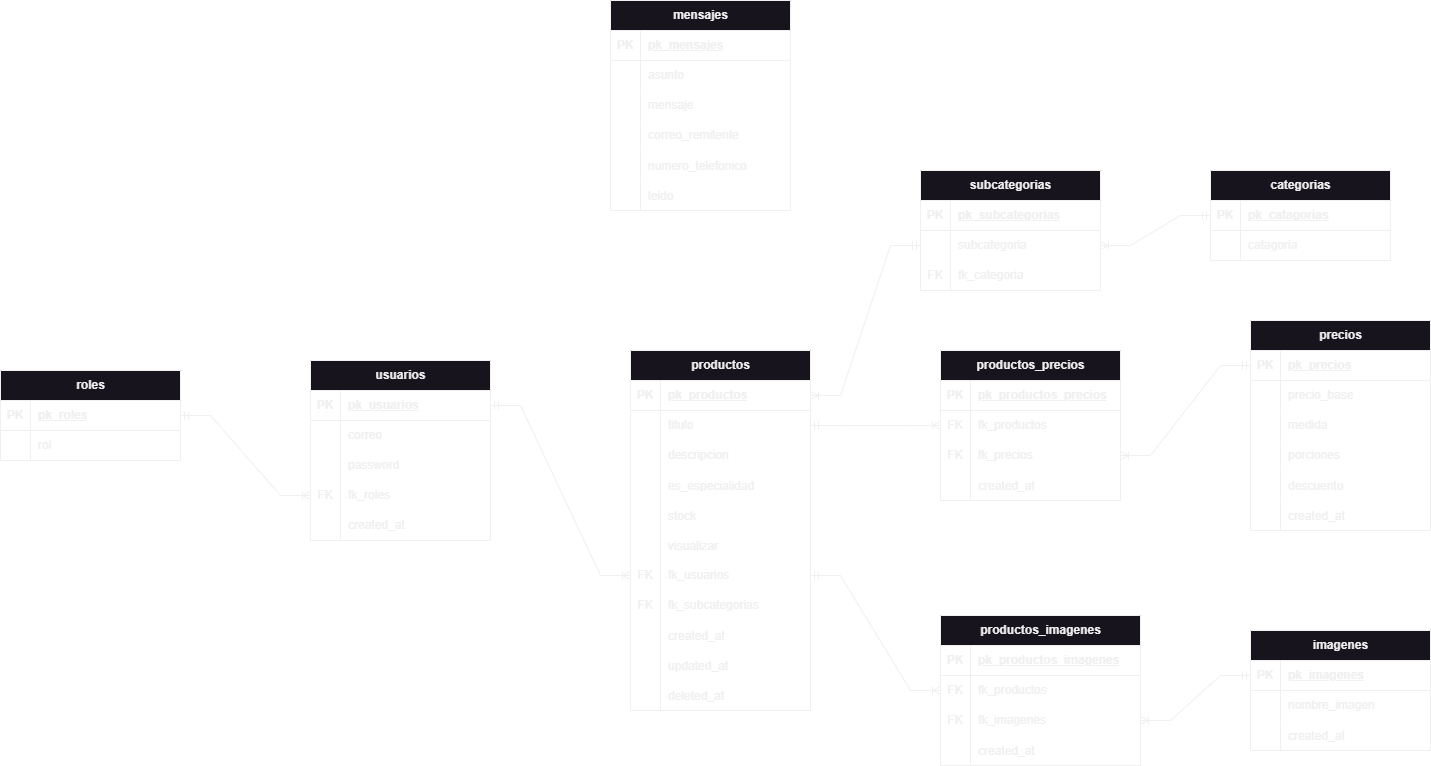 mensajes
PK pk_mensajes
asunto
mensaje
correo_remitente
numero_telefonico
leido
subcategorias
PK pk_subcategorias
subcategoria
FK fk_categoria
categorias
PK pk_catagorias
catagoria
roles
PK pk_roles
rol
usuarios
PK pk_usuarios
correo
password
FK fk_roles
created_at
productos
PK pk_productos
titulo
descripcion
es_especialidad
stock
visualizar
FK fk_usuarios
FK fk_subcategorias
created_at
updated_at
deleted_at
productos_precios
PK pk_productos_precios
FK fk_productos
FK fk_precios
created_at
precios
PK pk_precios
precio_base
medida
porciones
descuento
created_at
productos_imagenes
PK pk_productos_imagenes
FK fk_productos
FK fk_imagenes
created_at
imagenes
PK pk_imagenes
nombre_imagen
created_at